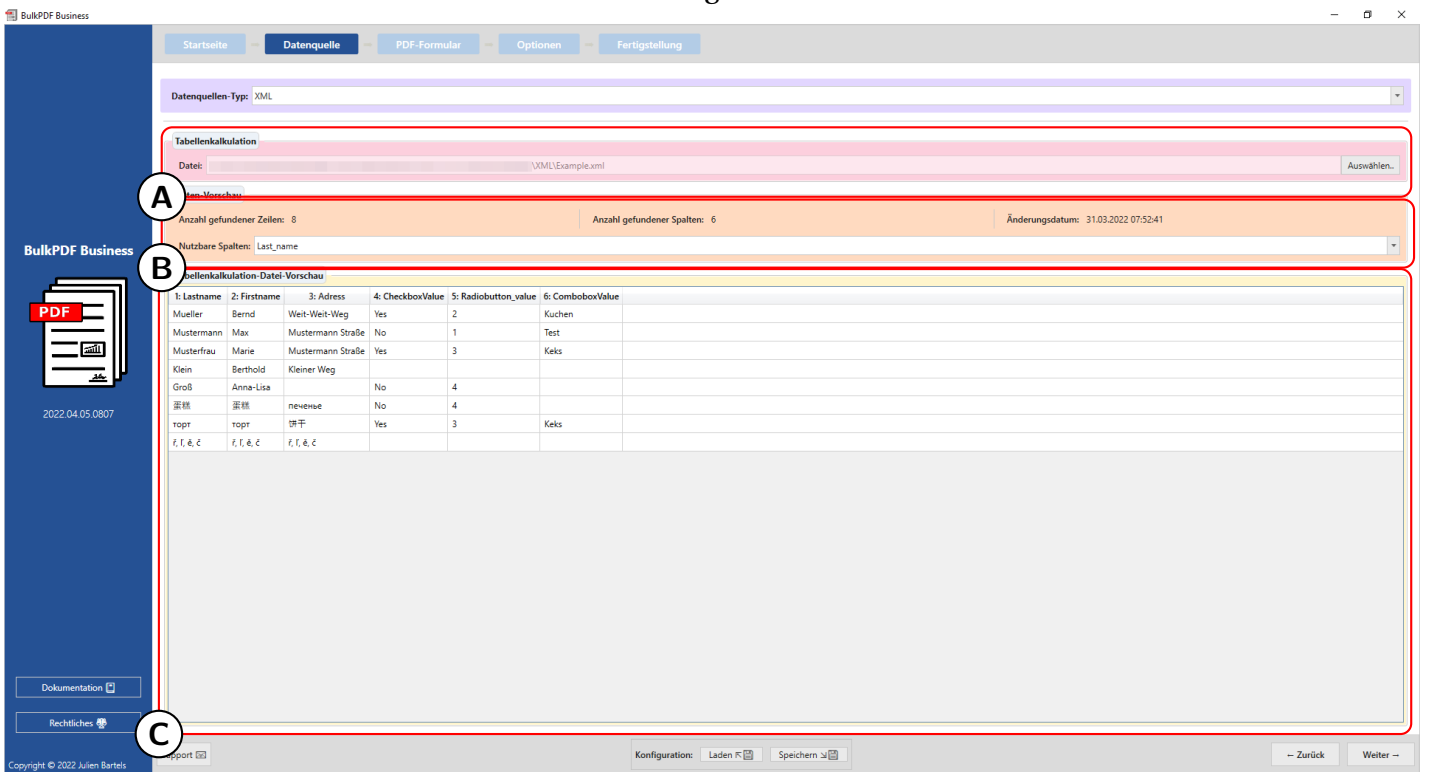 BulkPDF Business
Startseite Datenquelle PDF-Formular Optionen Fertigstellung
Datenquellen-Typ: XML
Tabellenkalkulation
Datei: \XML\Example.xml Auswählen..
A
Anzahl gefundener Zeilen: 8 Anzahl gefundener Spalten: 6 Änderungsdatum: 31.03.2022 07:52:41
Nutzbare Spalten: Last_name
BulkPDF Business
B
Tabellenkalkulation-Datei-Vorschau
1: Lastname 2: Firstname 3: Adress 4: CheckboxValue 5: Radiobutton_value 6: ComboboxValue
Mueller Bernd Weit-Weit-Weg Yes 2 Kuchen
Mustermann Max Mustermann Straße No 1 Test
Musterfrau Marie Mustermann Straße Yes 3 Keks
Klein Berthold Kleiner Weg
Groß Anna-Lisa No 4
蛋糕 蛋糕 печенье No 4
торт торт 饼干 Yes 3 Keks
ř, ľ, ě, č ř, ľ, ě, č ř, ľ, ě, č
PDF
2022.04.05.0807
Dokumentation
Rechtliches
C
Konfiguration: Laden Speichern ← Zurück Weiter →
Copyright © 2022 Julien Bartels